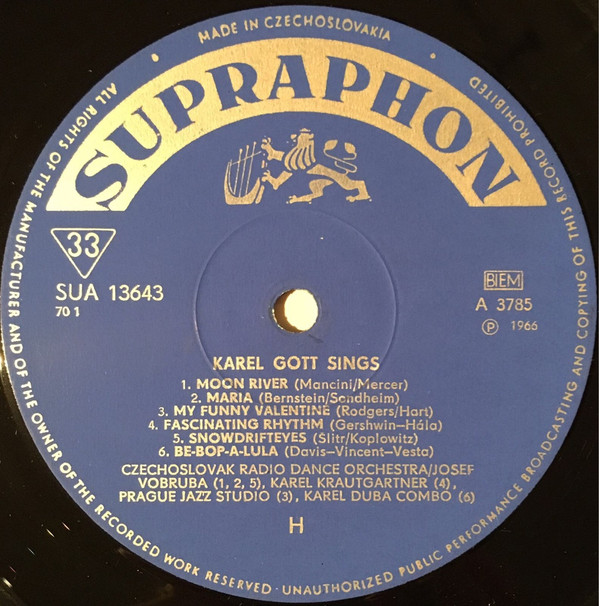 MADE IN CZECHOSLOVAKIA
SUPRAPHON
33
SUA 13643
70 1
BIEM
A 3785
Ⓟ 1966
KAREL GOTT SINGS
1. MOON RIVER (Mancini/Mercer)
2. MARIA (Bernstein/Sondheim)
3. MY FUNNY VALENTINE (Rodgers/Hart)
4. FASCINATING RHYTHM (Gershwin–Hála)
5. SNOWDRIFTEYES (Šlitr/Koplowitz)
6. BE-BOP-A-LULA (Davis–Vincent–Vesta)
CZECHOSLOVAK RADIO DANCE ORCHESTRA/JOSEF
VOBRUBA (1, 2, 5), KAREL KRAUTGARTNER (4),
PRAGUE JAZZ STUDIO (3), KAREL DUBA COMBO (6)
H
ALL RIGHTS OF THE MANUFACTURER AND OF THE OWNER OF THE RECORDED WORK RESERVED · UNAUTHORIZED PUBLIC PERFORMANCE BROADCASTING AND COPYING OF THIS RECORD PROHIBITED